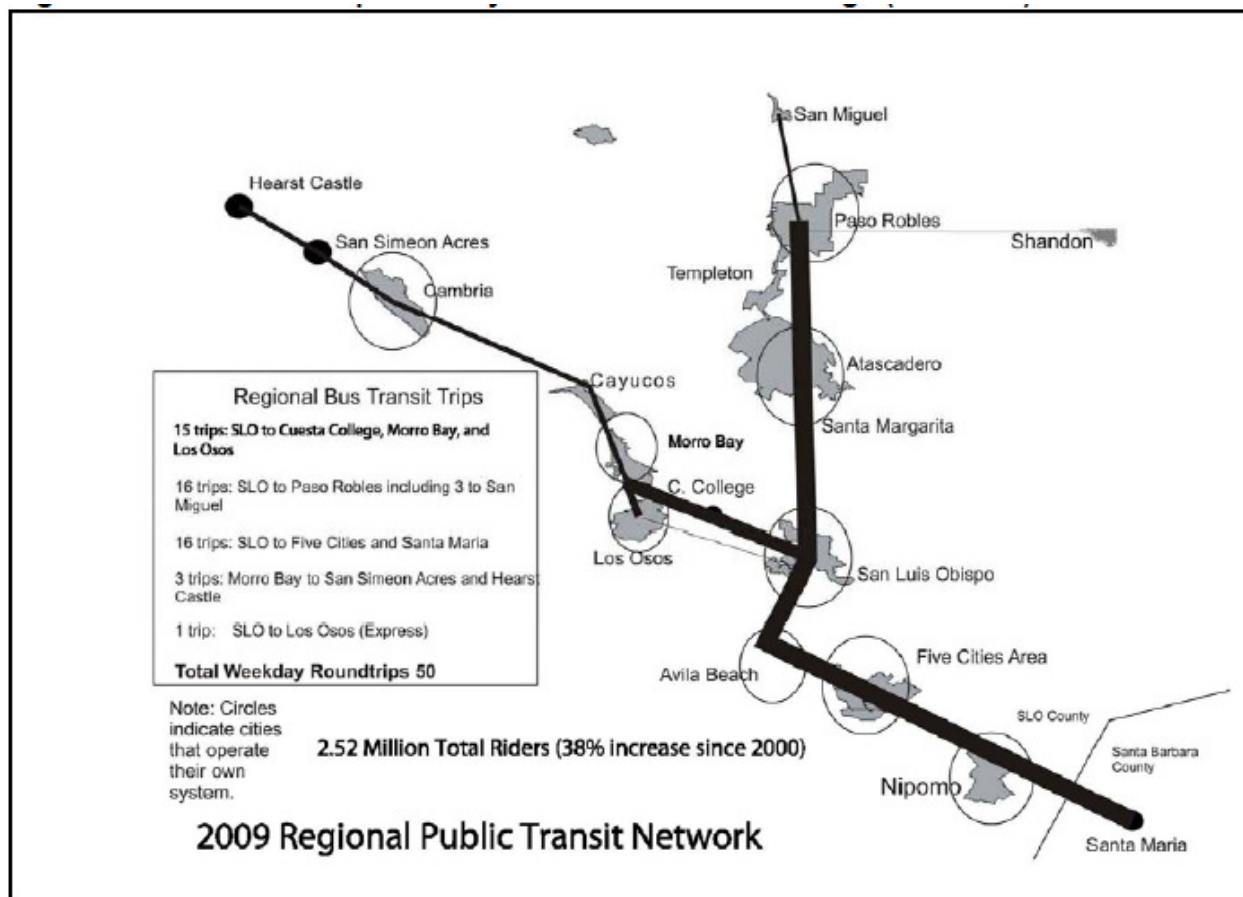 San Miguel
Hearst Castle
Paso Robles
San Simeon Acres
Shandon
Templeton
Cambria
Atascadero
Cayucos
Santa Margarita
Morro Bay
C. College
Los Osos
San Luis Obispo
Regional Bus Transit Trips
15 trips: SLO to Cuesta College, Morro Bay, and
Los Osos
16 trips: SLO to Paso Robles including 3 to San
Miguel
16 trips: SLO to Five Cities and Santa Maria
3 trips: Morro Bay to San Simeon Acres and Hearst
Castle
1 trip: SLO to Los Osos (Express)
Total Weekday Roundtrips 50
Five Cities Area
Avila Beach
Note: Circles
indicate cities
that operate
their own
system.
SLO County
2.52 Million Total Riders (38% increase since 2000)
Santa Barbara
County
Nipomo
2009 Regional Public Transit Network
Santa Maria